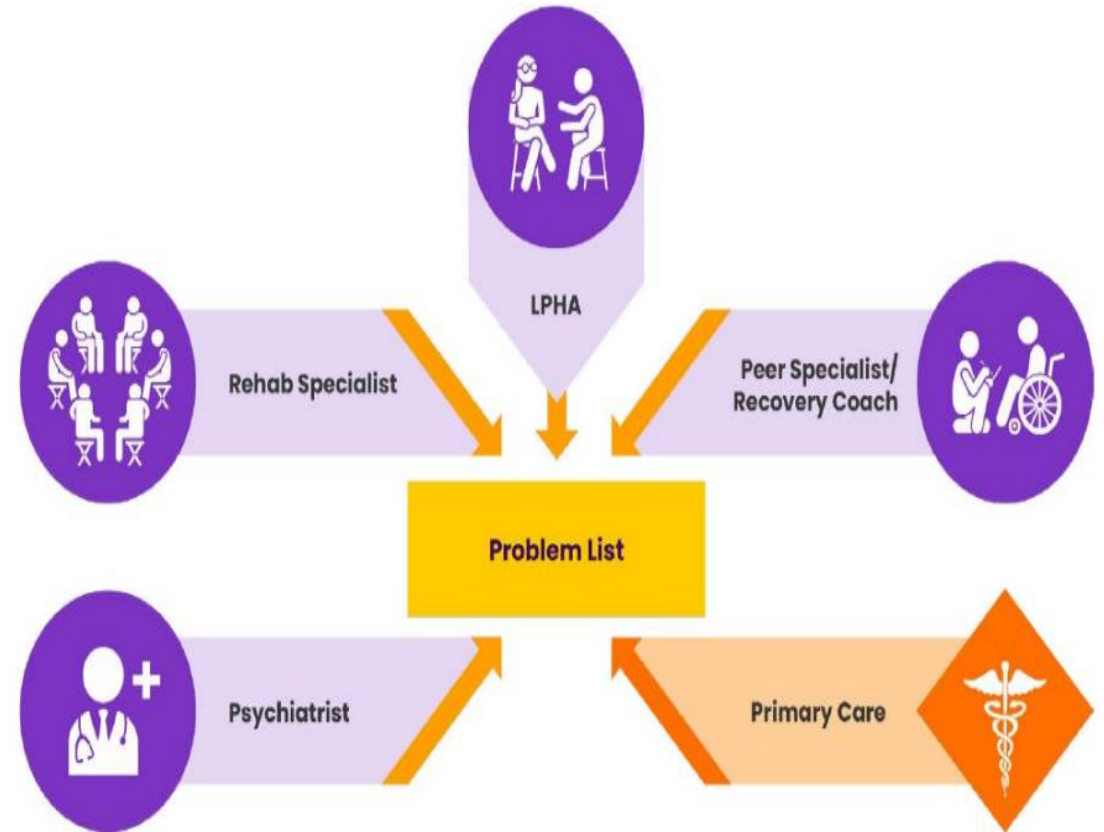 LPHA
Rehab Specialist
Peer Specialist/
Recovery Coach
Problem List
Psychiatrist
Primary Care